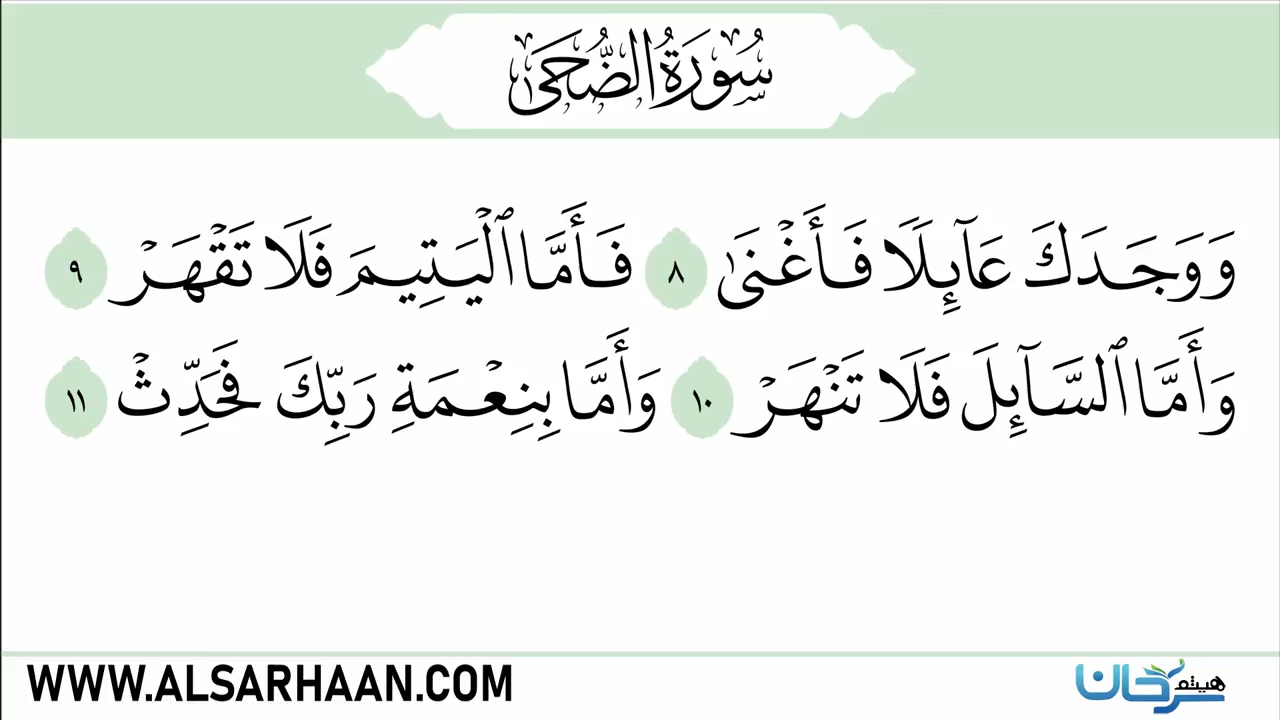 سُورَةُ الضُّحَىٰ
وَوَجَدَكَ عَآئِلًا فَأَغْنَىٰ ٨ فَأَمَّا ٱلْيَتِيمَ فَلَا تَقْهَرْ ٩
وَأَمَّا ٱلسَّآئِلَ فَلَا تَنْهَرْ ١٠ وَأَمَّا بِنِعْمَةِ رَبِّكَ فَحَدِّثْ ١١
WWW.ALSARHAAN.COM
هيثم سرحان